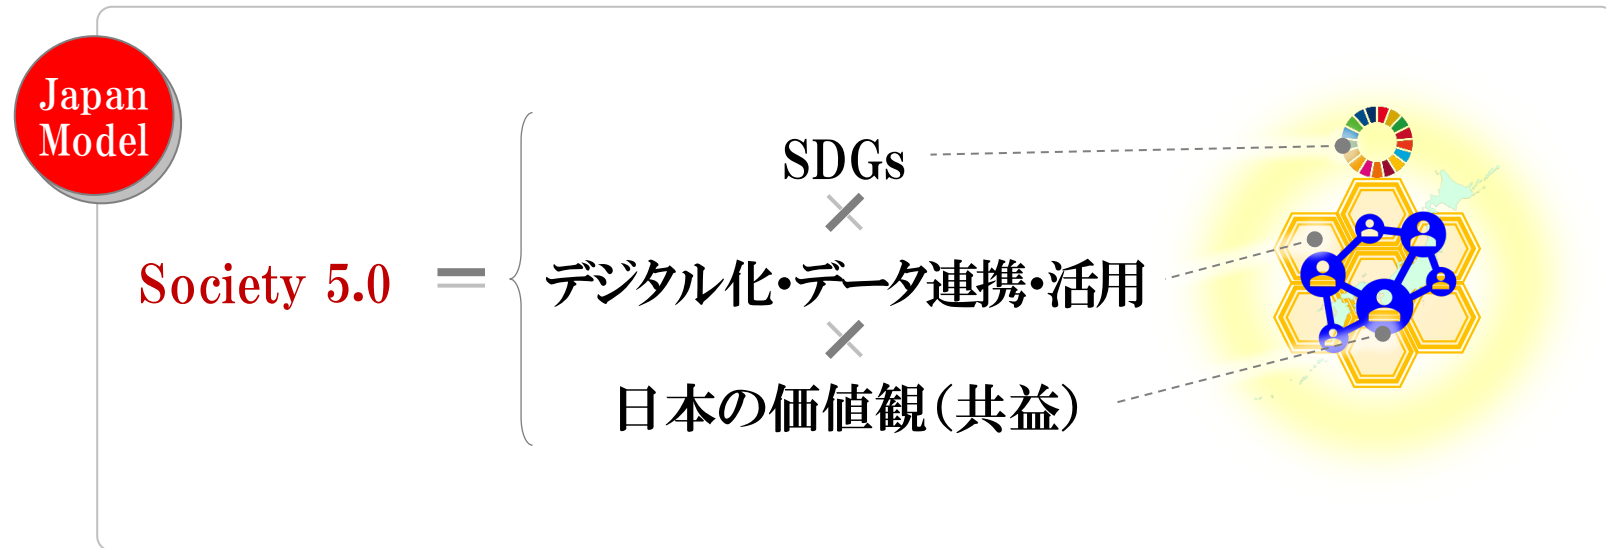 Japan
Model
Society 5.0
=
SDGs
×
デジタル化・データ連携・活用
×
日本の価値観（共益）